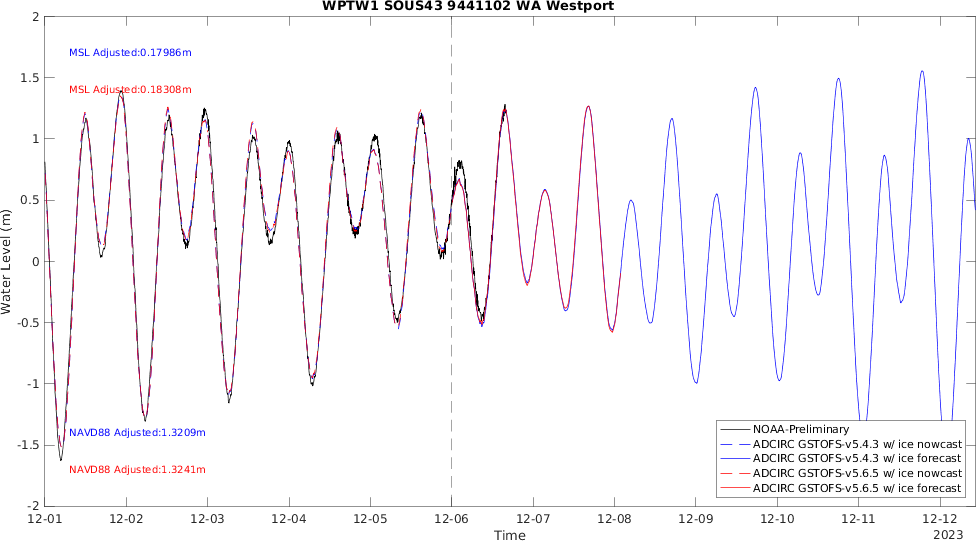 WPTW1 SOUS43 9441102 WA Westport
MSL Adjusted:0.17986m
MSL Adjusted:0.18308m
NAVD88 Adjusted:1.3209m
NAVD88 Adjusted:1.3241m
Water Level (m)
2
1.5
1
0.5
0
-0.5
-1
-1.5
-2
NOAA-Preliminary
ADCIRC GSTOFS-v5.4.3 w/ ice nowcast
ADCIRC GSTOFS-v5.4.3 w/ ice forecast
ADCIRC GSTOFS-v5.6.5 w/ ice nowcast
ADCIRC GSTOFS-v5.6.5 w/ ice forecast
12-01 12-02 12-03 12-04 12-05 12-06 12-07 12-08 12-09 12-10 12-11 12-12
Time
2023